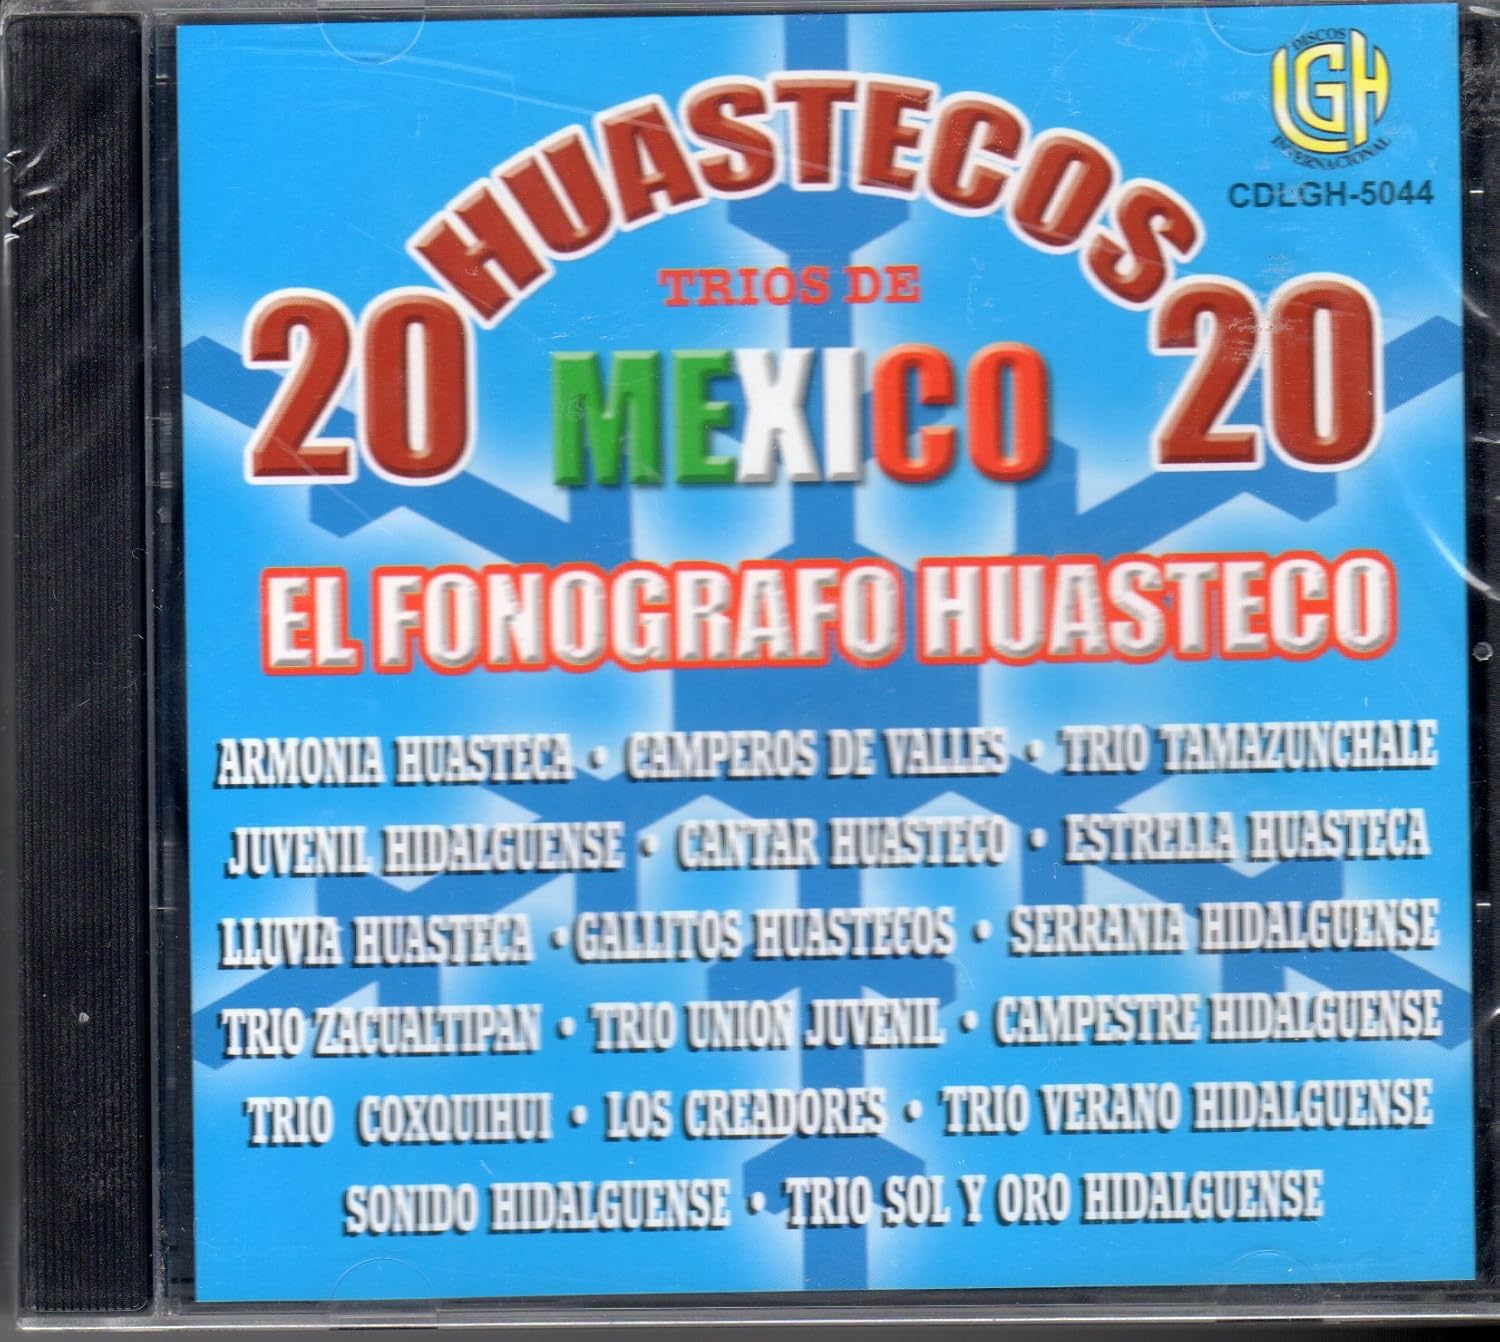 DISCOS
LGH
INTERNACIONAL
CDLGH-5044
HUASTECOS
20 20
TRIOS DE
MEXICO
EL FONOGRAFO HUASTECO
ARMONIA HUASTECA • CAMPEROS DE VALLES • TRIO TAMAZUNCHALE
JUVENIL HIDALGUENSE • CANTAR HUASTECO • ESTRELLA HUASTECA
LLUVIA HUASTECA • GALLITOS HUASTECOS • SERRANIA HIDALGUENSE
TRIO ZACUALTIPAN • TRIO UNION JUVENIL • CAMPESTRE HIDALGUENSE
TRIO COXQUIHUI • LOS CREADORES • TRIO VERANO HIDALGUENSE
SONIDO HIDALGUENSE • TRIO SOL Y ORO HIDALGUENSE